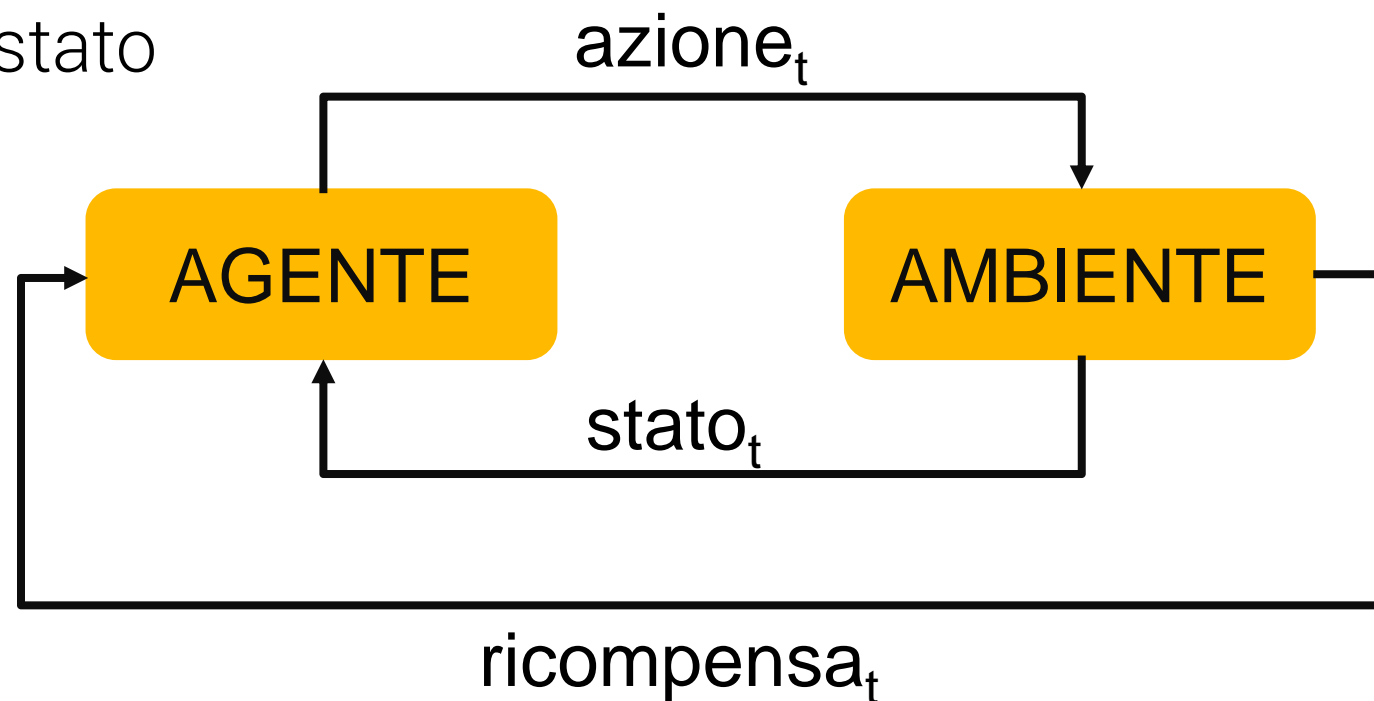 stato
azioneₜ
AGENTE
AMBIENTE
statoₜ
ricompensaₜ